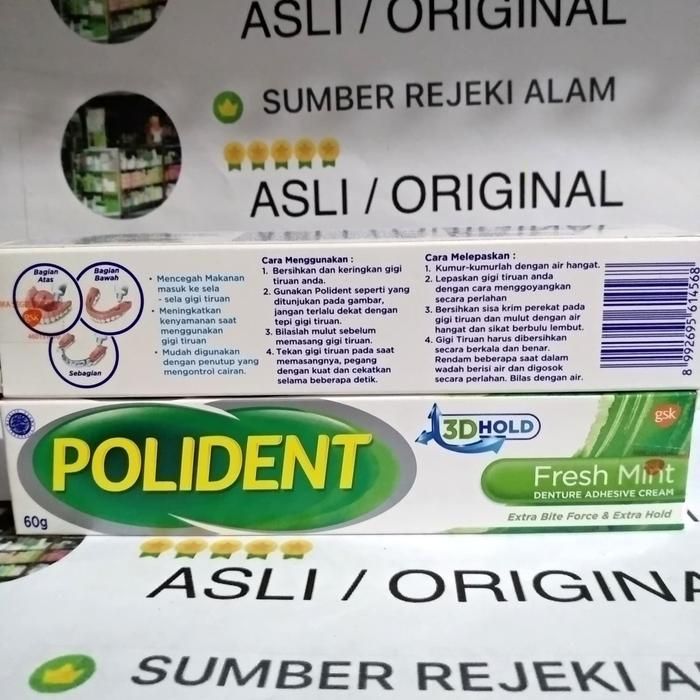 ASLI / ORIGINAL
SUMBER REJEKI ALAM
ASLI / ORIGINAL
Bagian
Atas
Bagian
Bawah
Sebagian
gsk
• Mencegah Makanan
masuk ke sela
- sela gigi tiruan
• Meningkatkan
kenyamanan saat
menggunakan
gigi tiruan
• Mudah digunakan
dengan penutup yang
mengontrol cairan.
Cara Menggunakan :
1. Bersihkan dan keringkan gigi
tiruan anda.
2. Gunakan Polident seperti yang
ditunjukan pada gambar,
jangan terlalu dekat dengan
tepi gigi tiruan.
3. Bilaslah mulut sebelum
memasang gigi tiruan.
4. Tekan gigi tiruan pada saat
memasangnya, pegang
dengan kuat dan cekatkan
selama beberapa detik.
Cara Melepaskan :
1. Kumur-kumurlah dengan air hangat.
2. Lepaskan gigi tiruan anda
dengan cara menggoyangkan
secara perlahan
3. Bersihkan sisa krim perekat pada
gigi tiruan dan mulut dengan air
hangat dan sikat berbulu lembut.
4. Gigi Tiruan harus dibersihkan
secara berkala dan benar.
Rendam beberapa saat dalam
wadah berisi air dan digosok
secara perlahan. Bilas dengan air.
8 992695 614568
POLIDENT
60g
3DHOLD
gsk
Fresh Mint
DENTURE ADHESIVE CREAM
Extra Bite Force & Extra Hold
ASLI / ORIGINA
SUMBER REJEKI A